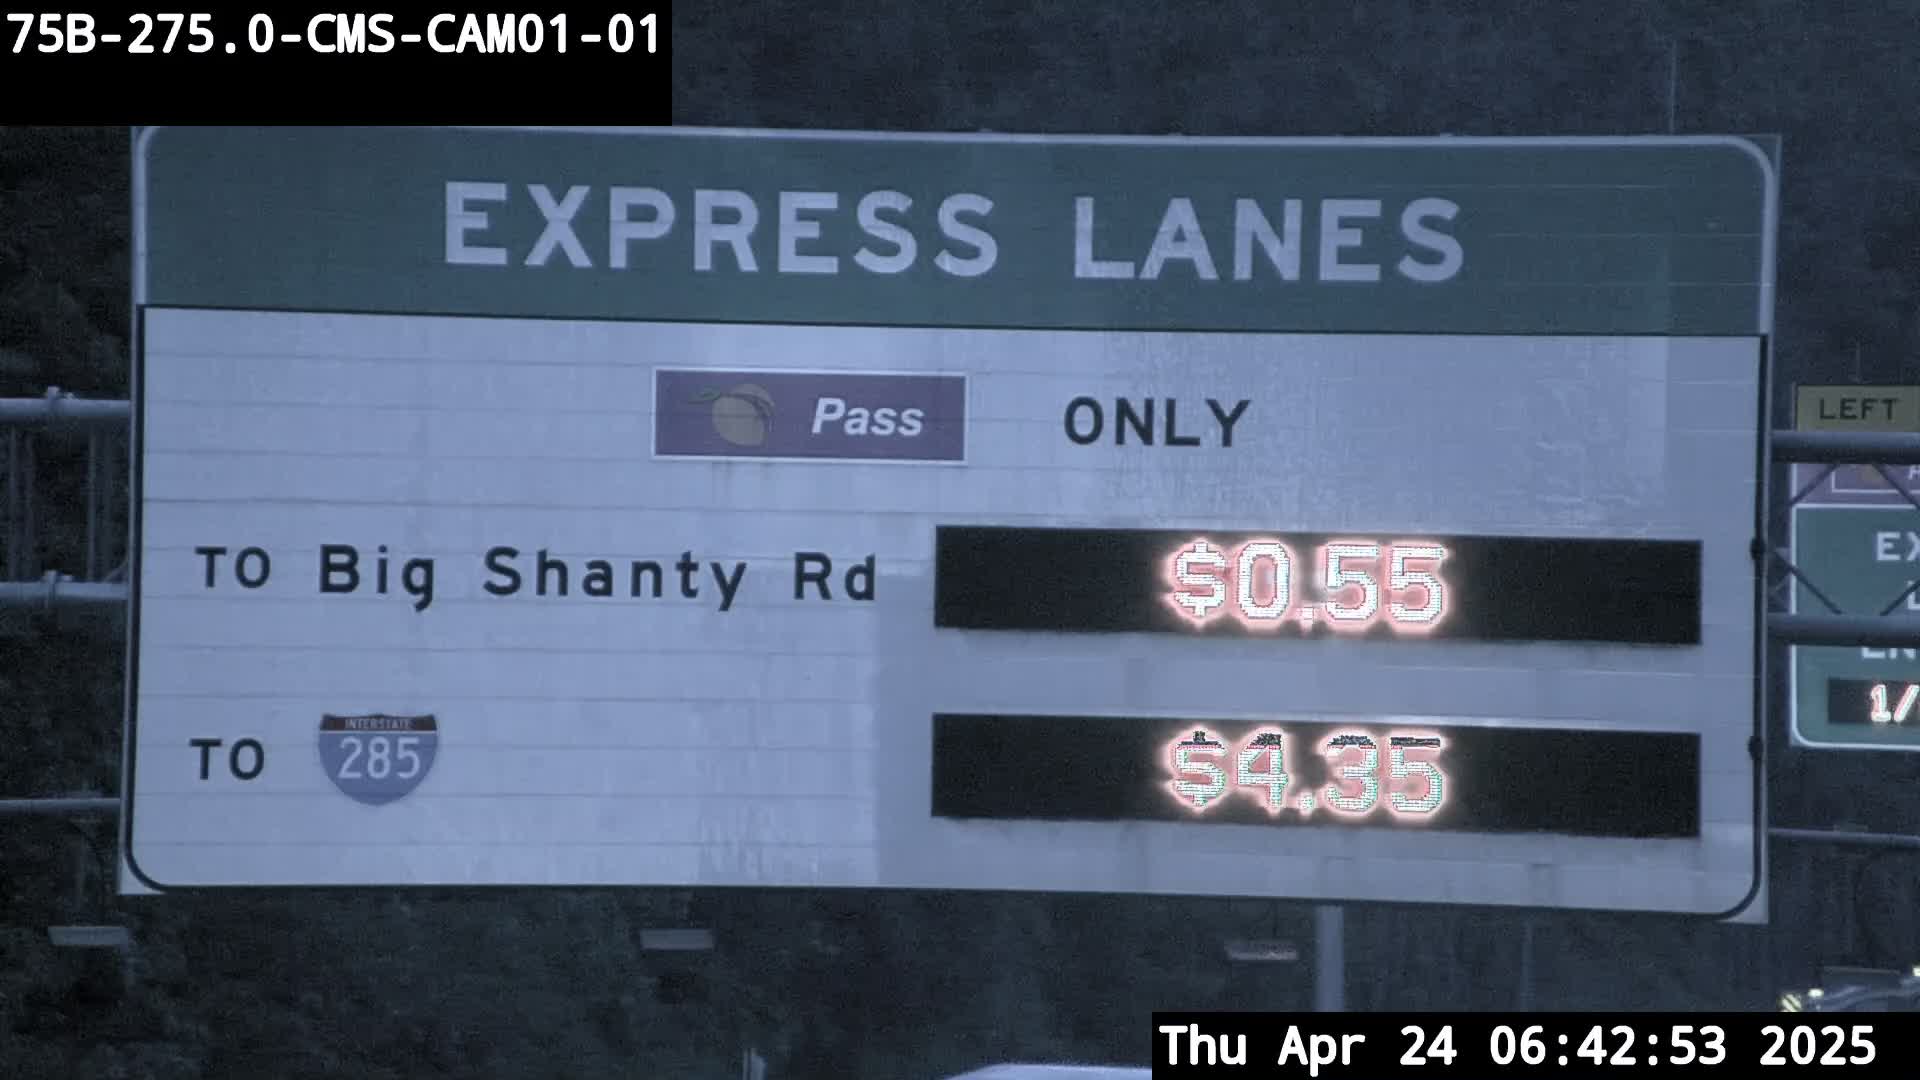 75B-275.0-CMS-CAM01-01
EXPRESS LANES
Pass ONLY
LEFT
TO Big Shanty Rd $0.55
TO INTERSTATE 285 $4.35
Thu Apr 24 06:42:53 2025